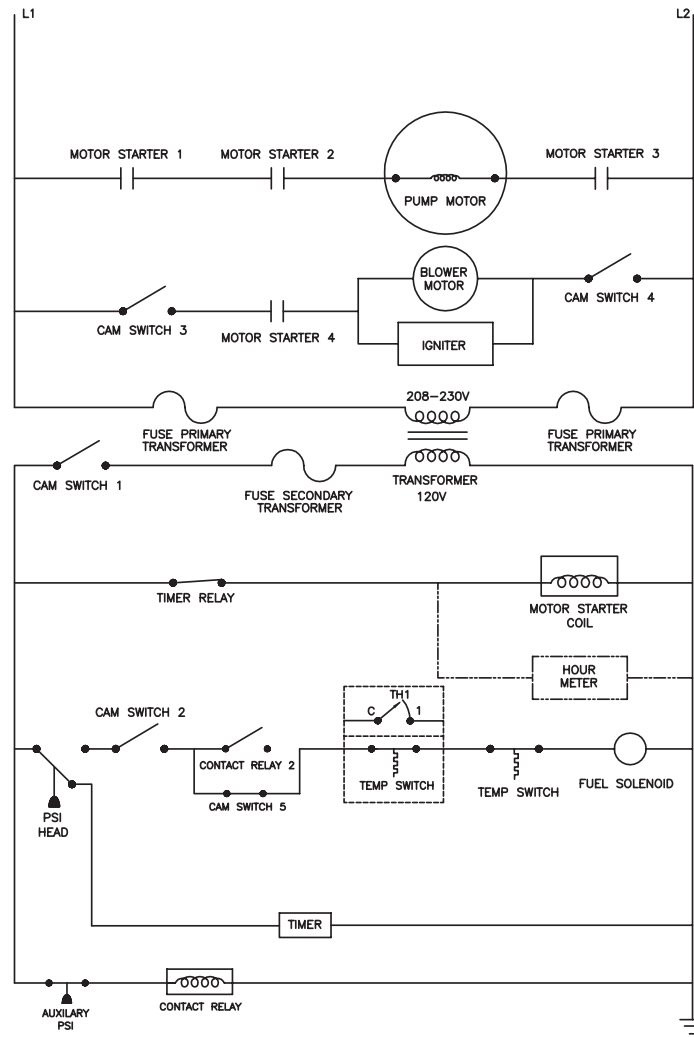 L1
L2
MOTOR STARTER 1
MOTOR STARTER 2
MOTOR STARTER 3
PUMP MOTOR
BLOWER
MOTOR
CAM SWITCH 4
CAM SWITCH 3
MOTOR STARTER 4
IGNITER
208-230V
FUSE PRIMARY
TRANSFORMER
FUSE PRIMARY
TRANSFORMER
CAM SWITCH 1
FUSE SECONDARY
TRANSFORMER
TRANSFORMER
120V
TIMER RELAY
MOTOR STARTER
COIL
HOUR
METER
TH1
C
1
CAM SWITCH 2
CONTACT RELAY 2
CAM SWITCH 5
TEMP SWITCH
TEMP SWITCH
FUEL SOLENOID
PSI
HEAD
TIMER
AUXILARY
PSI
CONTACT RELAY